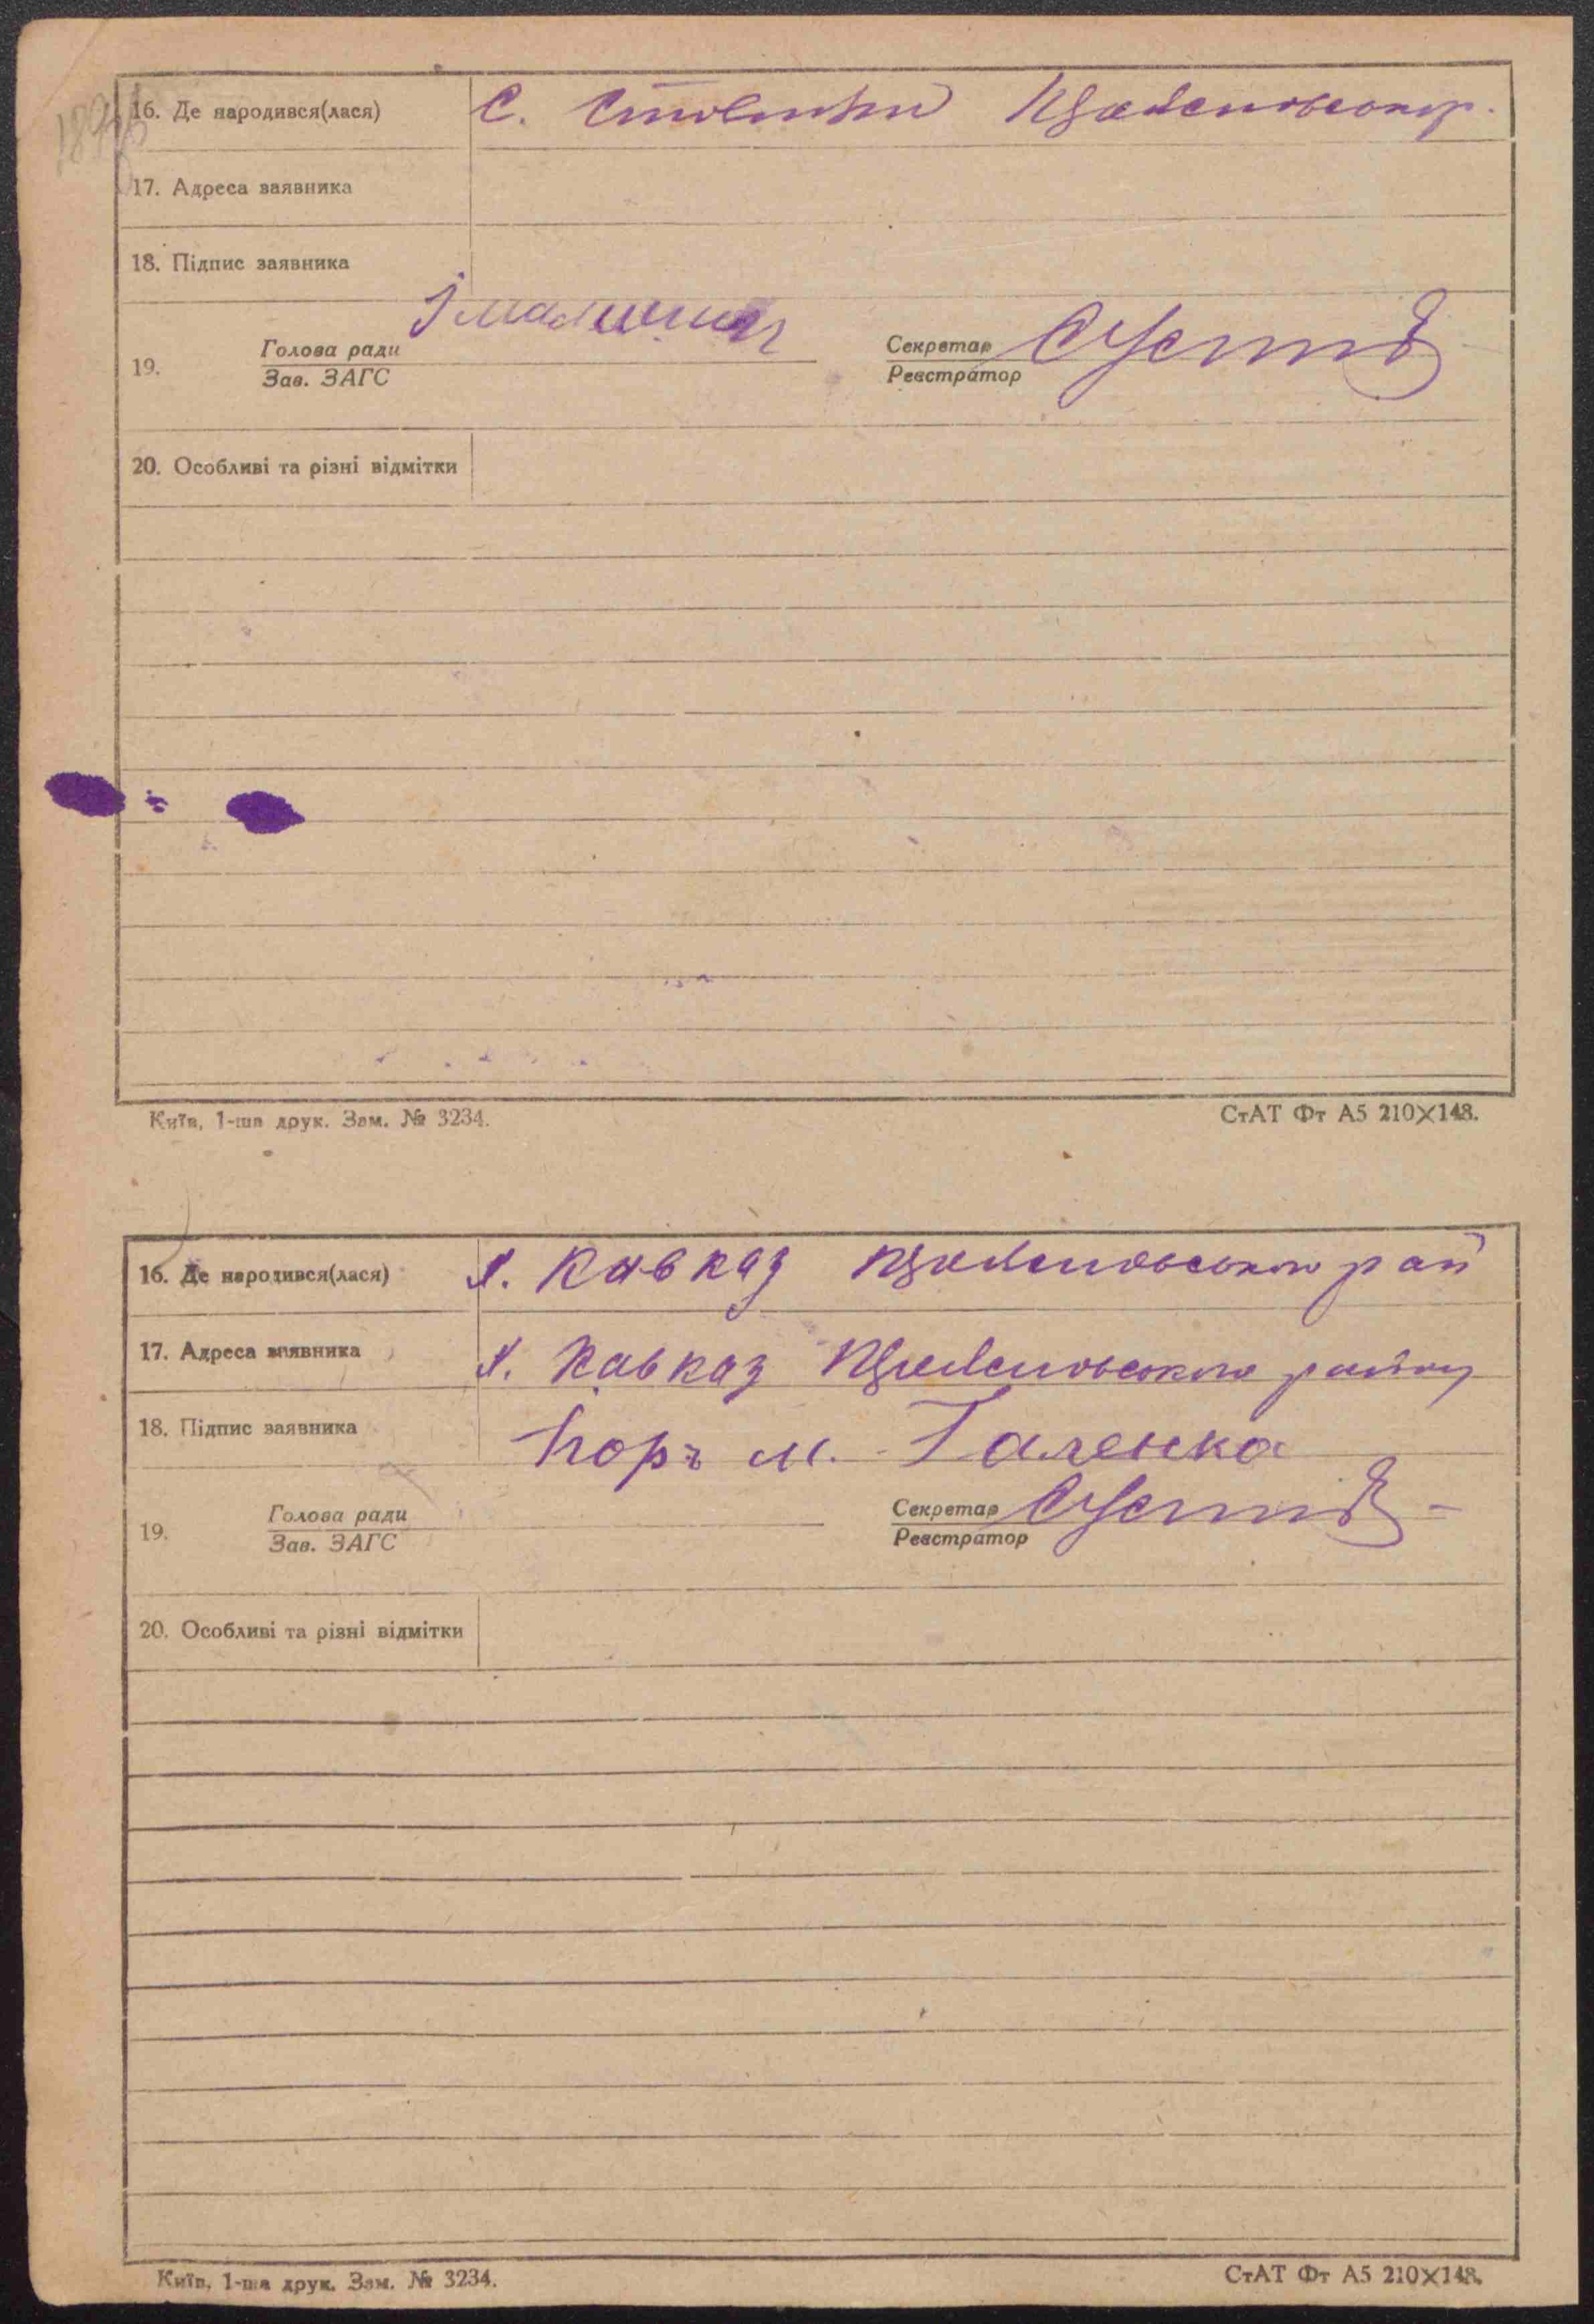 16. Де народився(лася) С.
17. Адреса заявника
18. Підпис заявника
19. Голова ради
Зав. ЗАГС
Секретар
Реєстратор
20. Особливі та різні відмітки
Київ, 1-ша друк. Зам. № 3234. СтАТ Фт А5 210×148.
16. Де народився(лася) х. Кавказ рай
17. Адреса заявника х. Кавказ району
18. Підпис заявника м. Галенка
19. Голова ради
Зав. ЗАГС
Секретар
Реєстратор
20. Особливі та різні відмітки
Київ, 1-ша друк. Зам. № 3234. СтАТ Фт А5 210×148.